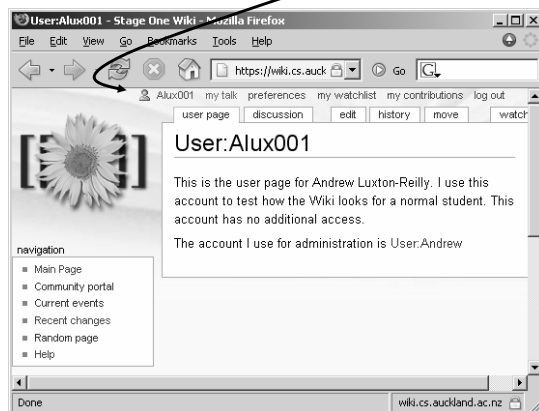 User:Alux001 - Stage One Wiki - Mozilla Firefox
File Edit View Go Bookmarks Tools Help
https://wiki.cs.auck Go G
Alux001 my talk preferences my watchlist my contributions log out
user page discussion edit history move watch
User:Alux001
This is the user page for Andrew Luxton-Reilly. I use this
account to test how the Wiki looks for a normal student. This
account has no additional access.
The account I use for administration is User:Andrew
navigation
Main Page
Community portal
Current events
Recent changes
Random page
Help
Done wiki.cs.auckland.ac.nz